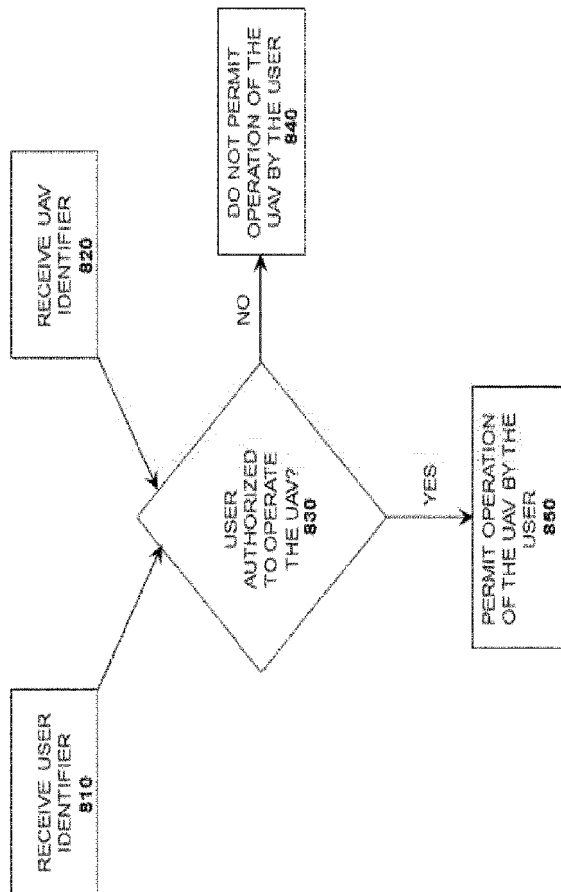 RECEIVE USER
IDENTIFIER
810
RECEIVE UAV
IDENTIFIER
820
USER
AUTHORIZED
TO OPERATE
THE UAV?
830
NO
DO NOT PERMIT
OPERATION OF THE
UAV BY THE USER
840
YES
PERMIT OPERATION
OF THE UAV BY THE
USER
850